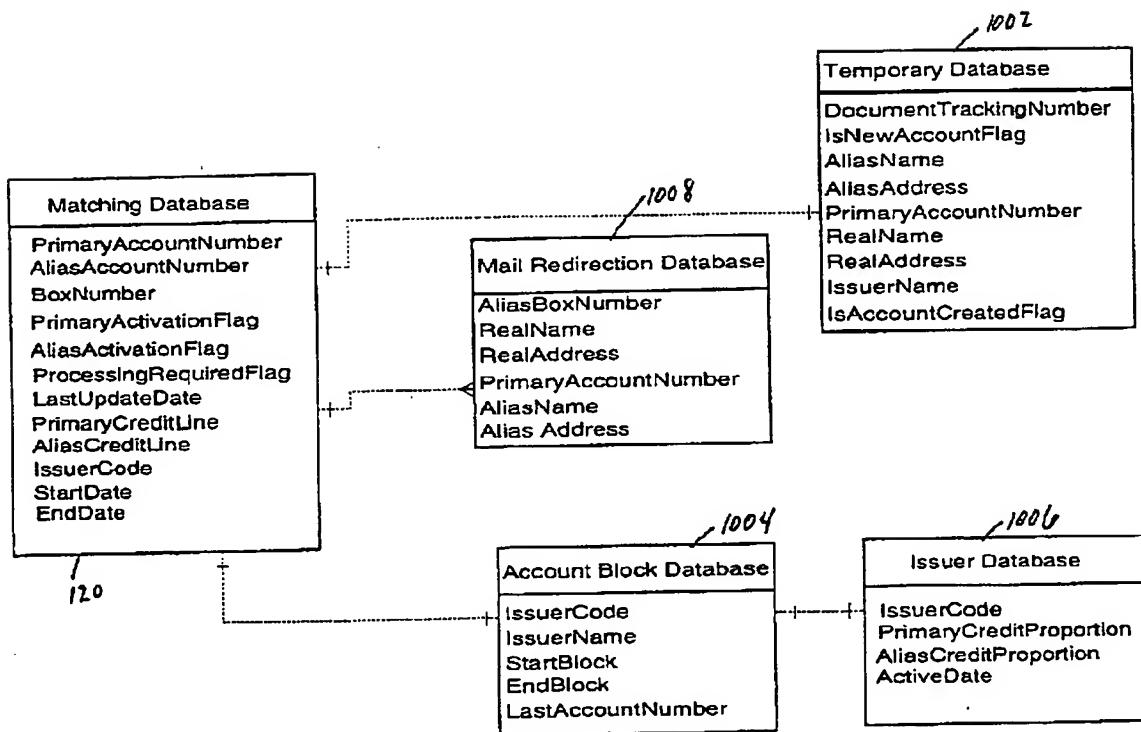 1002
Temporary Database
DocumentTrackingNumber
IsNewAccountFlag
AliasName
AliasAddress
PrimaryAccountNumber
RealName
RealAddress
IssuerName
IsAccountCreatedFlag
Matching Database
PrimaryAccountNumber
AliasAccountNumber
BoxNumber
PrimaryActivationFlag
AliasActivationFlag
ProcessingRequiredFlag
LastUpdateDate
PrimaryCreditLine
AliasCreditLine
IssuerCode
StartDate
EndDate
120
1008
Mail Redirection Database
AliasBoxNumber
RealName
RealAddress
PrimaryAccountNumber
AliasName
Alias Address
1004
Account Block Database
IssuerCode
IssuerName
StartBlock
EndBlock
LastAccountNumber
1006
Issuer Database
IssuerCode
PrimaryCreditProportion
AliasCreditProportion
ActiveDate